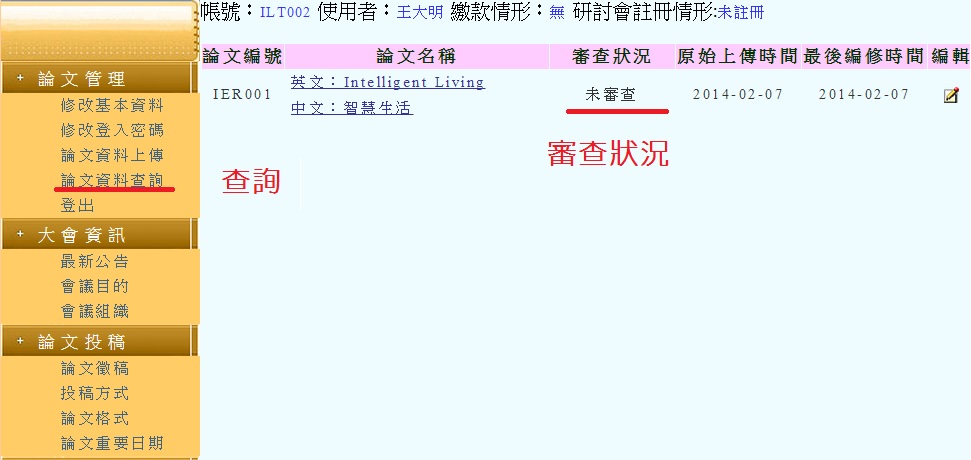 帳號：ILT002 使用者：王大明 繳款情形：無 研討會註冊情形:未註冊
論文編號 論文名稱 審查狀況 原始上傳時間 最後編修時間 編輯
IER001 英文：Intelligent Living 未審查 2014-02-07 2014-02-07
中文：智慧生活
查詢
審查狀況
+ 論文管理
修改基本資料
修改登入密碼
論文資料上傳
論文資料查詢
登出
+ 大會資訊
最新公告
會議目的
會議組織
+ 論文投稿
論文徵稿
投稿方式
論文格式
論文重要日期